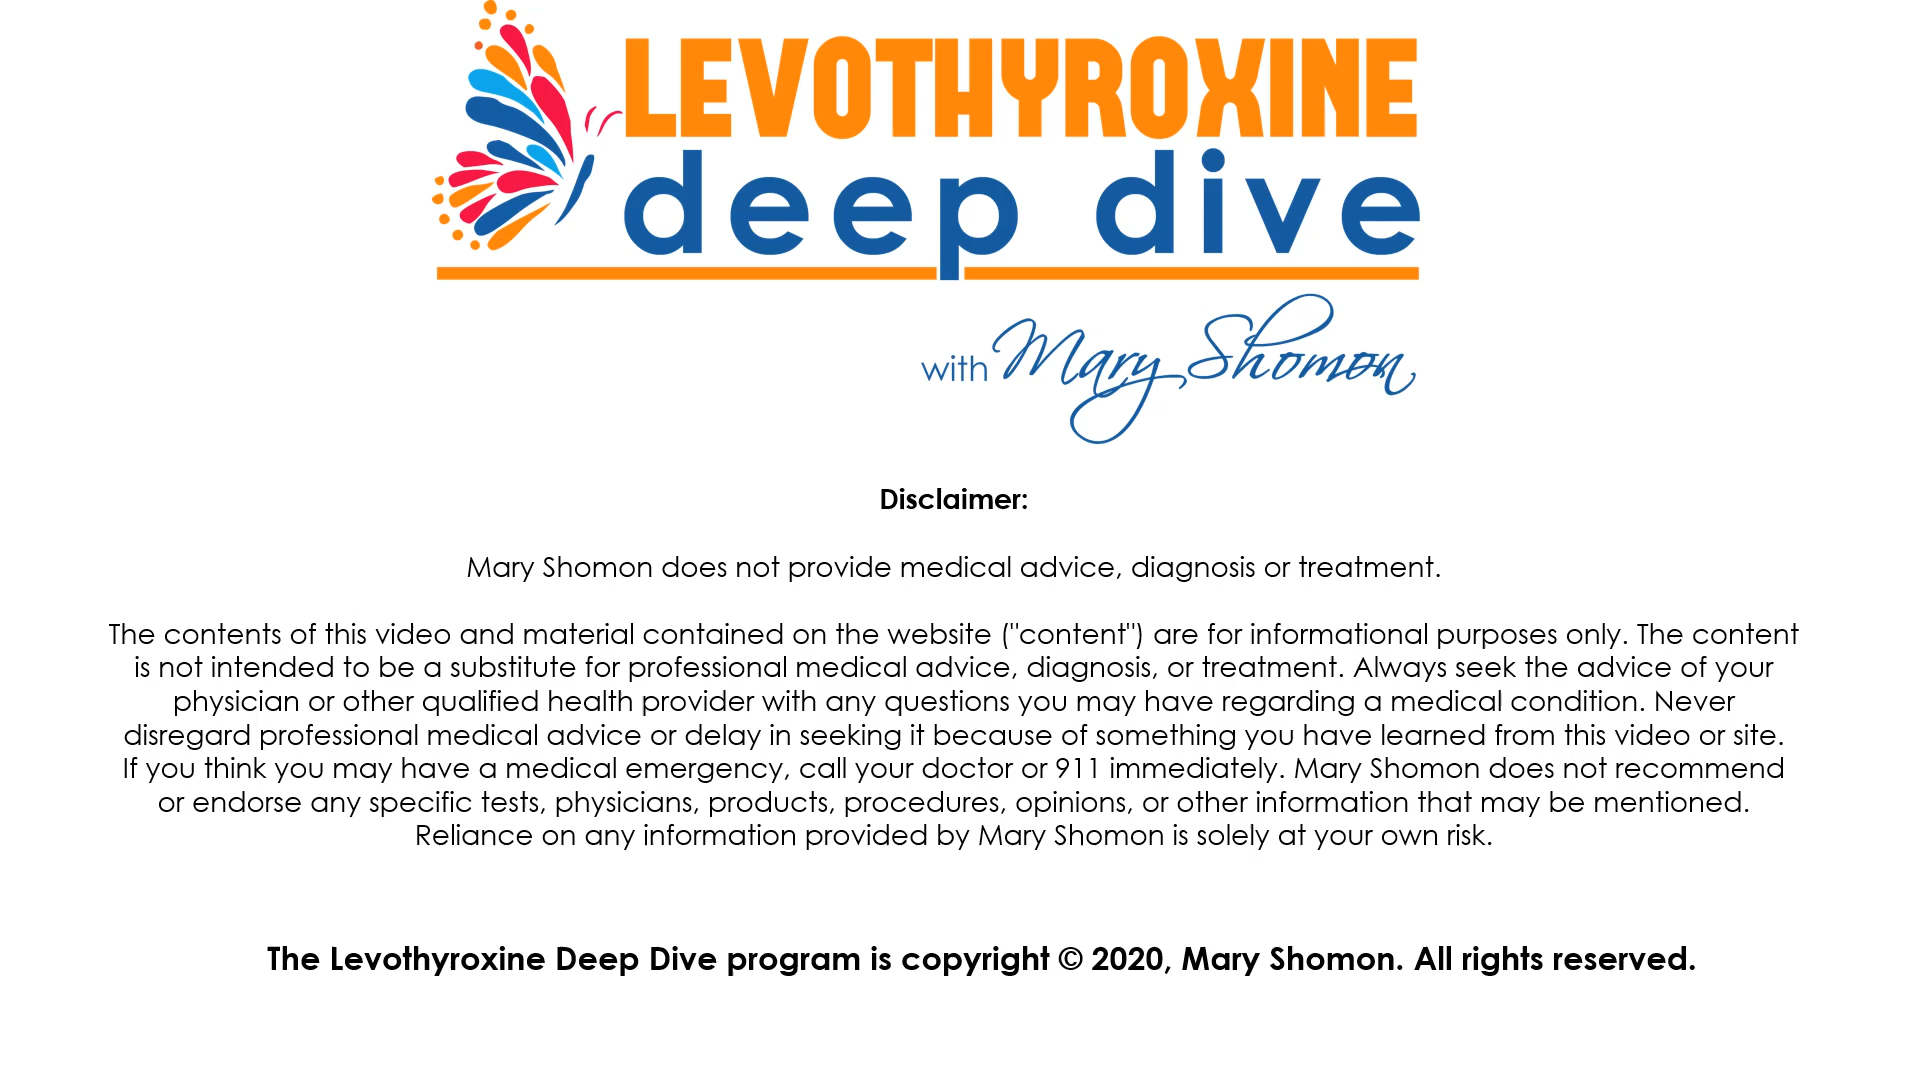 LEVOTHYROXINE
deep dive
with Mary Shomon
Disclaimer:
Mary Shomon does not provide medical advice, diagnosis or treatment.
The contents of this video and material contained on the website ("content") are for informational purposes only. The content
is not intended to be a substitute for professional medical advice, diagnosis, or treatment. Always seek the advice of your
physician or other qualified health provider with any questions you may have regarding a medical condition. Never
disregard professional medical advice or delay in seeking it because of something you have learned from this video or site.
If you think you may have a medical emergency, call your doctor or 911 immediately. Mary Shomon does not recommend
or endorse any specific tests, physicians, products, procedures, opinions, or other information that may be mentioned.
Reliance on any information provided by Mary Shomon is solely at your own risk.
The Levothyroxine Deep Dive program is copyright © 2020, Mary Shomon. All rights reserved.